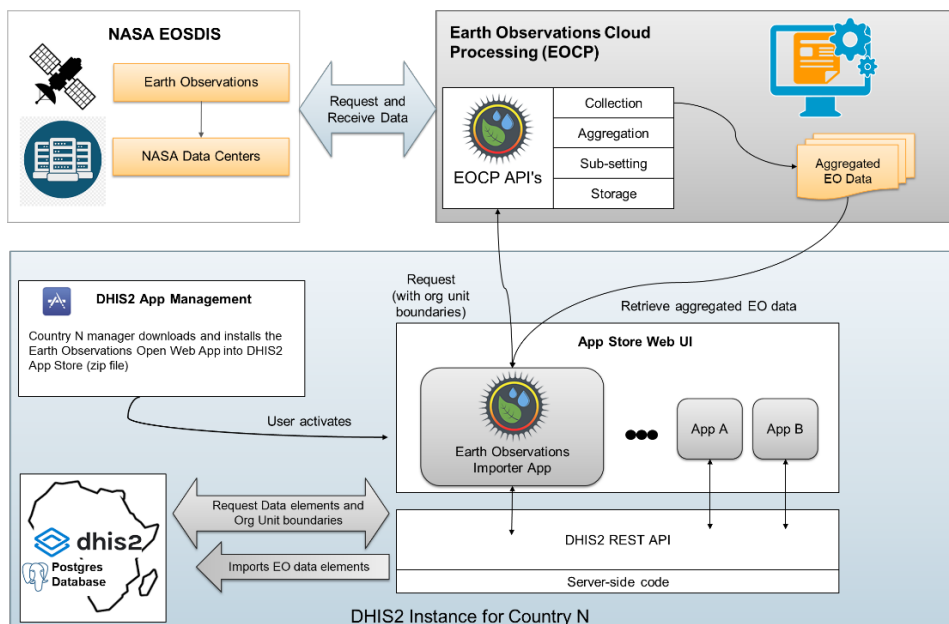 NASA EOSDIS
Earth Observations
NASA Data Centers
Request and
Receive Data
Earth Observations Cloud
Processing (EOCP)
EOCP API's
Collection
Aggregation
Sub-setting
Storage
Aggregated
EO Data
DHIS2 App Management
Country N manager downloads and installs the
Earth Observations Open Web App into DHIS2
App Store (zip file)
Request
(with org unit
boundaries)
Retrieve aggregated EO data
User activates
App Store Web UI
Earth Observations
Importer App
App A
App B
Request Data elements and
Org Unit boundaries
Imports EO data elements
dhis2
Postgres
Database
DHIS2 REST API
Server-side code
DHIS2 Instance for Country N